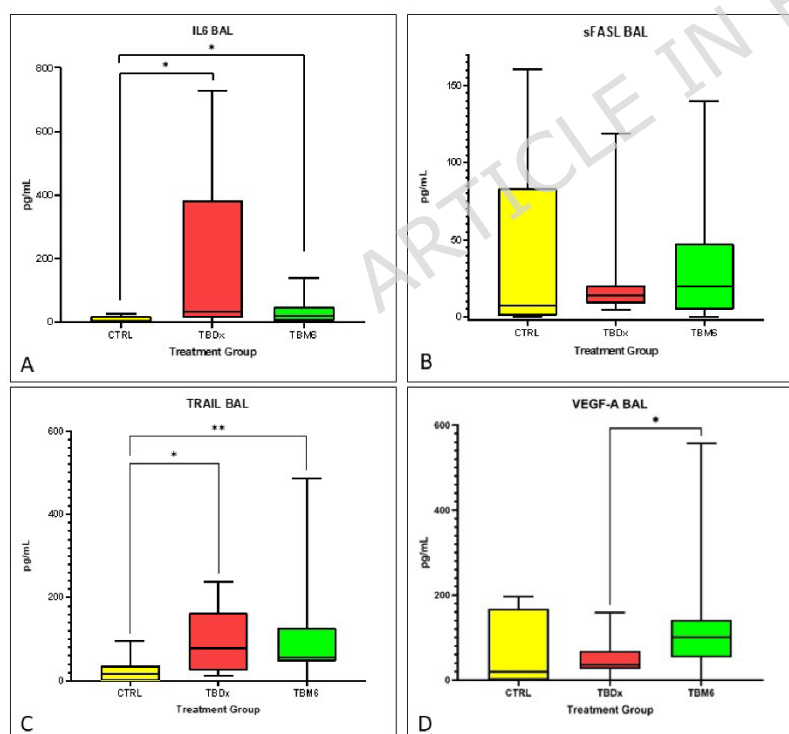 IL6 BAL
*
*
800
600
400
200
0
pg/mL
CTRL TBDx TBM6
Treatment Group
A
sFASL BAL
150
100
50
0
pg/mL
CTRL TBDx TBM6
Treatment Group
B
TRAIL BAL
**
*
600
400
200
0
pg/mL
CTRL TBDx TBM6
Treatment Group
C
VEGF-A BAL
*
600
400
200
0
pg/mL
CTRL TBDx TBM6
Treatment Group
D
ARTICLE IN